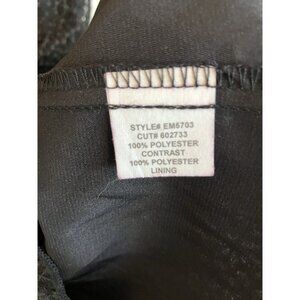 STYLE# EM5703
CUT# 602733
100% POLYESTER
CONTRAST
100% POLYESTER
LINING